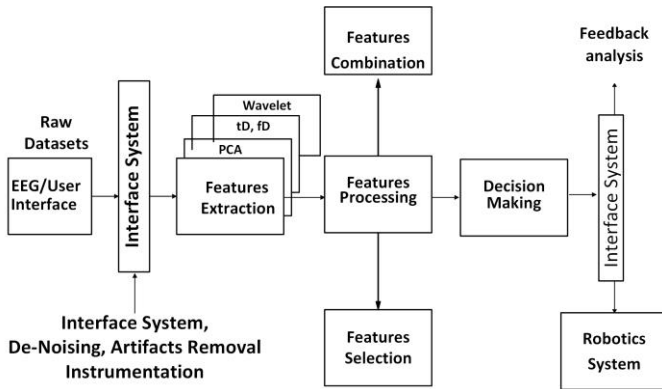 Raw
Datasets
EEG/User
Interface
Interface System
Interface System,
De-Noising, Artifacts Removal
Instrumentation
Wavelet
tD, fD
PCA
Features
Extraction
Features
Combination
Features
Processing
Features
Selection
Decision
Making
Feedback
analysis
Interface System
Robotics
System